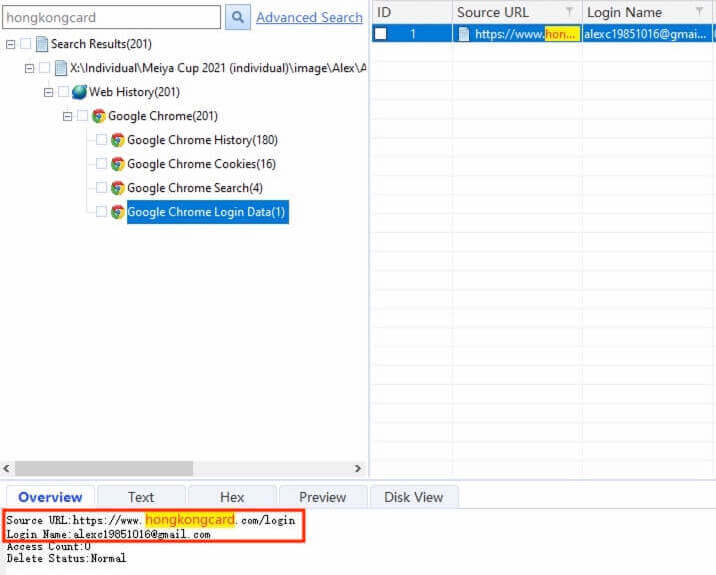 hongkongcard
Advanced Search
Search Results(201)
X:\Individual\Meiya Cup 2021 (individual)\image\Alex\A
Web History(201)
Google Chrome(201)
Google Chrome History(180)
Google Chrome Cookies(16)
Google Chrome Search(4)
Google Chrome Login Data(1)
ID Source URL Login Name
1 https://www.hon... alexc19851016@gmai...
Overview Text Hex Preview Disk View
Source URL:https://www.hongkongcard.com/login
Login Name:alexc19851016@gmail.com
Access Count:0
Delete Status:Normal